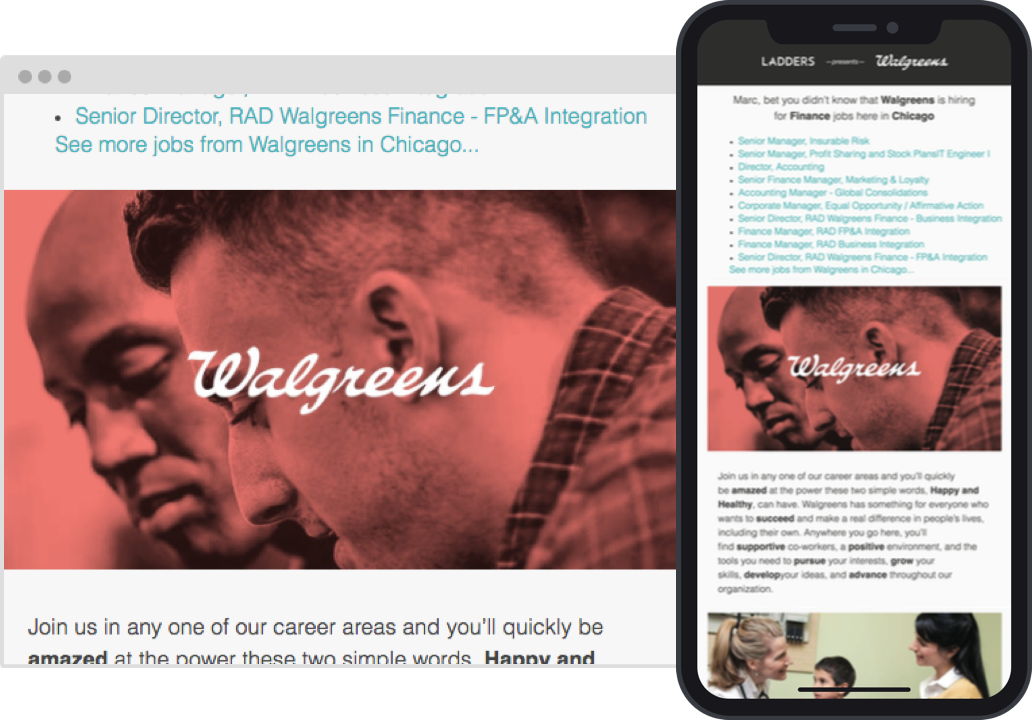 Senior Director, RAD Walgreens Finance - FP&A Integration
See more jobs from Walgreens in Chicago...
Walgreens
Join us in any one of our career areas and you'll quickly be
amazed at the power these two simple words, Happy and
LADDERS —presents— Walgreens
Marc, bet you didn't know that Walgreens is hiring
for Finance jobs here in Chicago
Senior Manager, Insurable Risk
Senior Manager, Profit Sharing and Stock PlansIT Engineer I
Director, Accounting
Senior Finance Manager, Marketing & Loyalty
Accounting Manager - Global Consolidations
Corporate Manager, Equal Opportunity / Affirmative Action
Senior Director, RAD Walgreens Finance - Business Integration
Finance Manager, RAD FP&A Integration
Finance Manager, RAD Business Integration
Senior Director, RAD Walgreens Finance - FP&A Integration
See more jobs from Walgreens in Chicago...
Walgreens
Join us in any one of our career areas and you'll quickly
be amazed at the power these two simple words, Happy and
Healthy, can have. Walgreens has something for everyone who
wants to succeed and make a real difference in people's lives,
including their own. Anywhere you go here, you'll
find supportive co-workers, a positive environment, and the
tools you need to pursue your interests, grow your
skills, developyour ideas, and advance throughout our
organization.